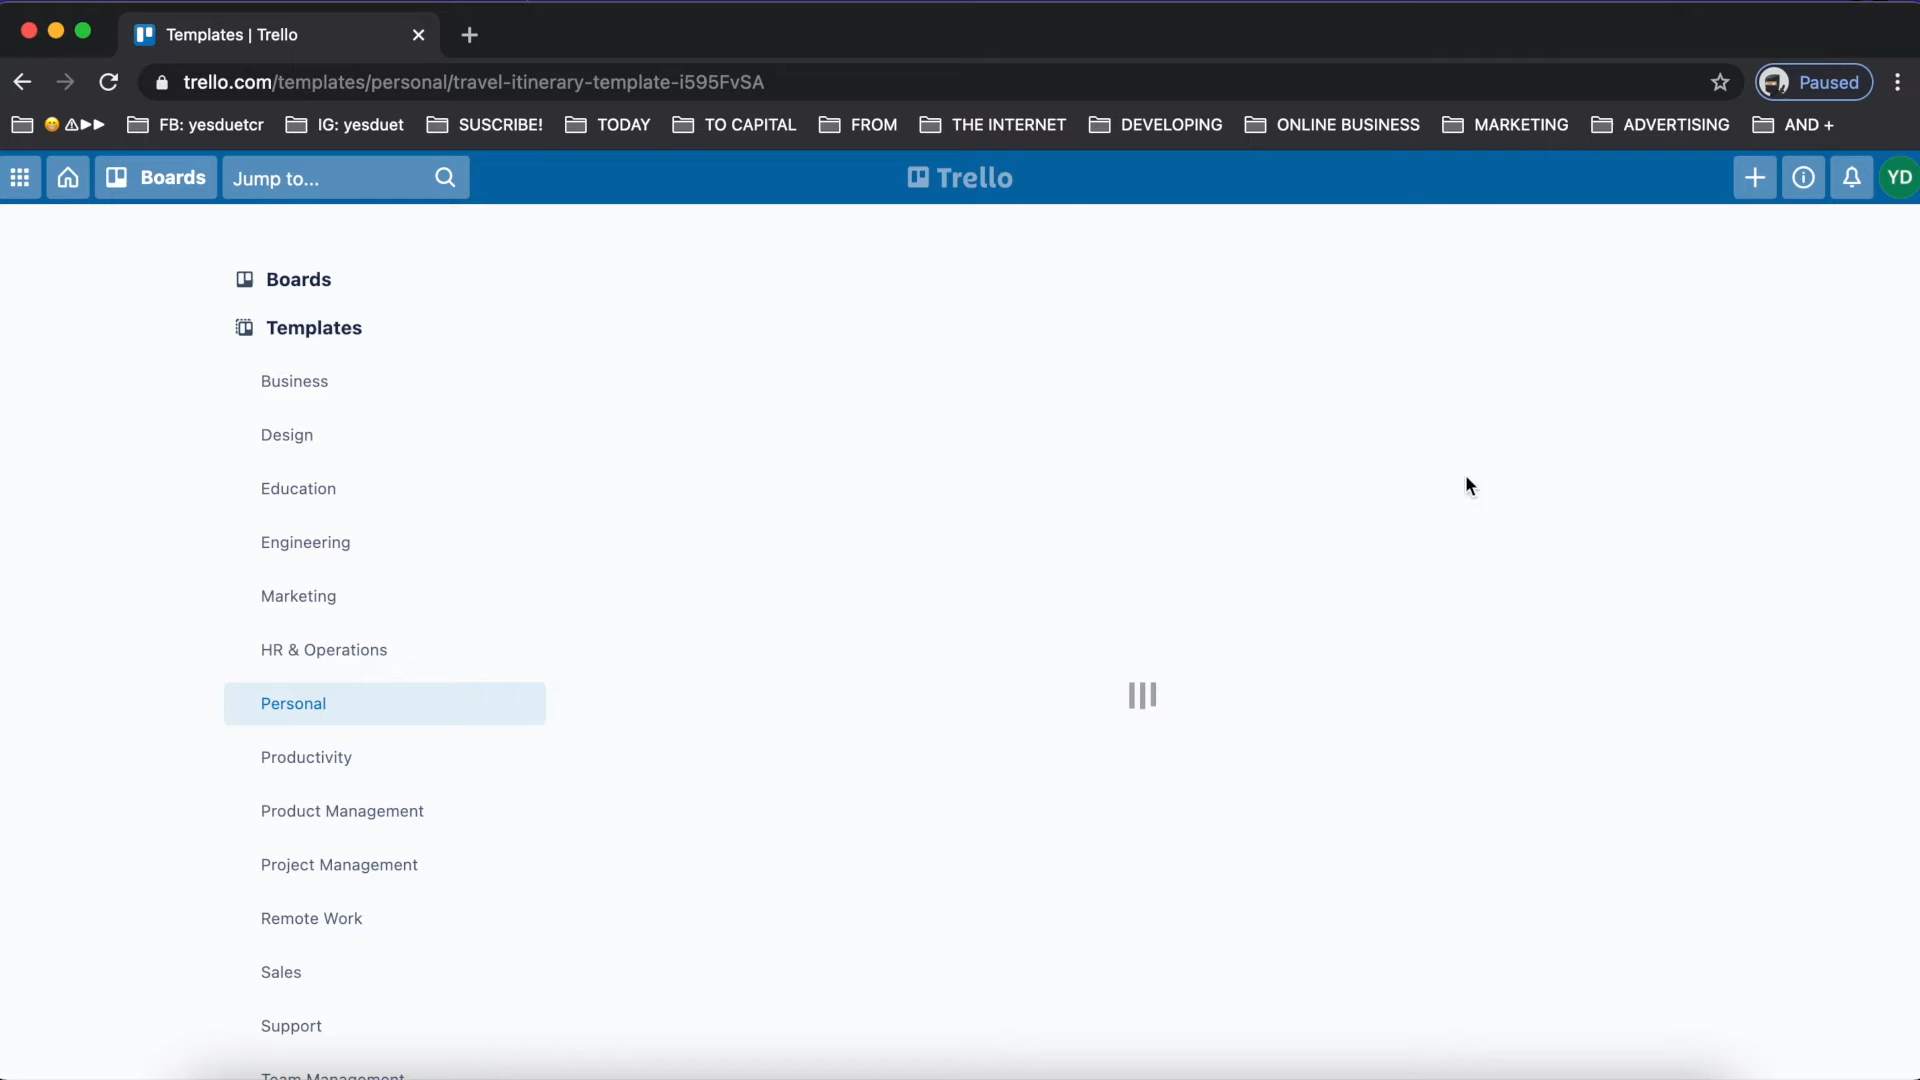 Templates | Trello
trello.com/templates/personal/travel-itinerary-template-i595FvSA
Paused
FB: yesduetcr
IG: yesduet
SUSCRIBE!
TODAY
TO CAPITAL
FROM
THE INTERNET
DEVELOPING
ONLINE BUSINESS
MARKETING
ADVERTISING
AND +
Boards
Jump to...
Trello
YD
Boards
Templates
Business
Design
Education
Engineering
Marketing
HR & Operations
Personal
Productivity
Product Management
Project Management
Remote Work
Sales
Support
Team Management